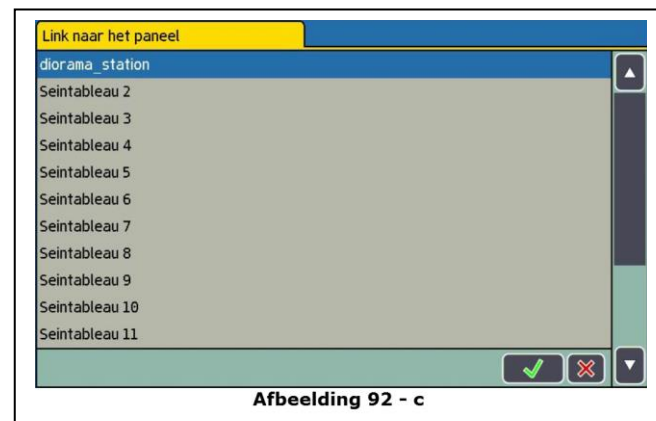 Link naar het paneel
diorama_station
Seintableau 2
Seintableau 3
Seintableau 4
Seintableau 5
Seintableau 6
Seintableau 7
Seintableau 8
Seintableau 9
Seintableau 10
Seintableau 11
Afbeelding 92 - c